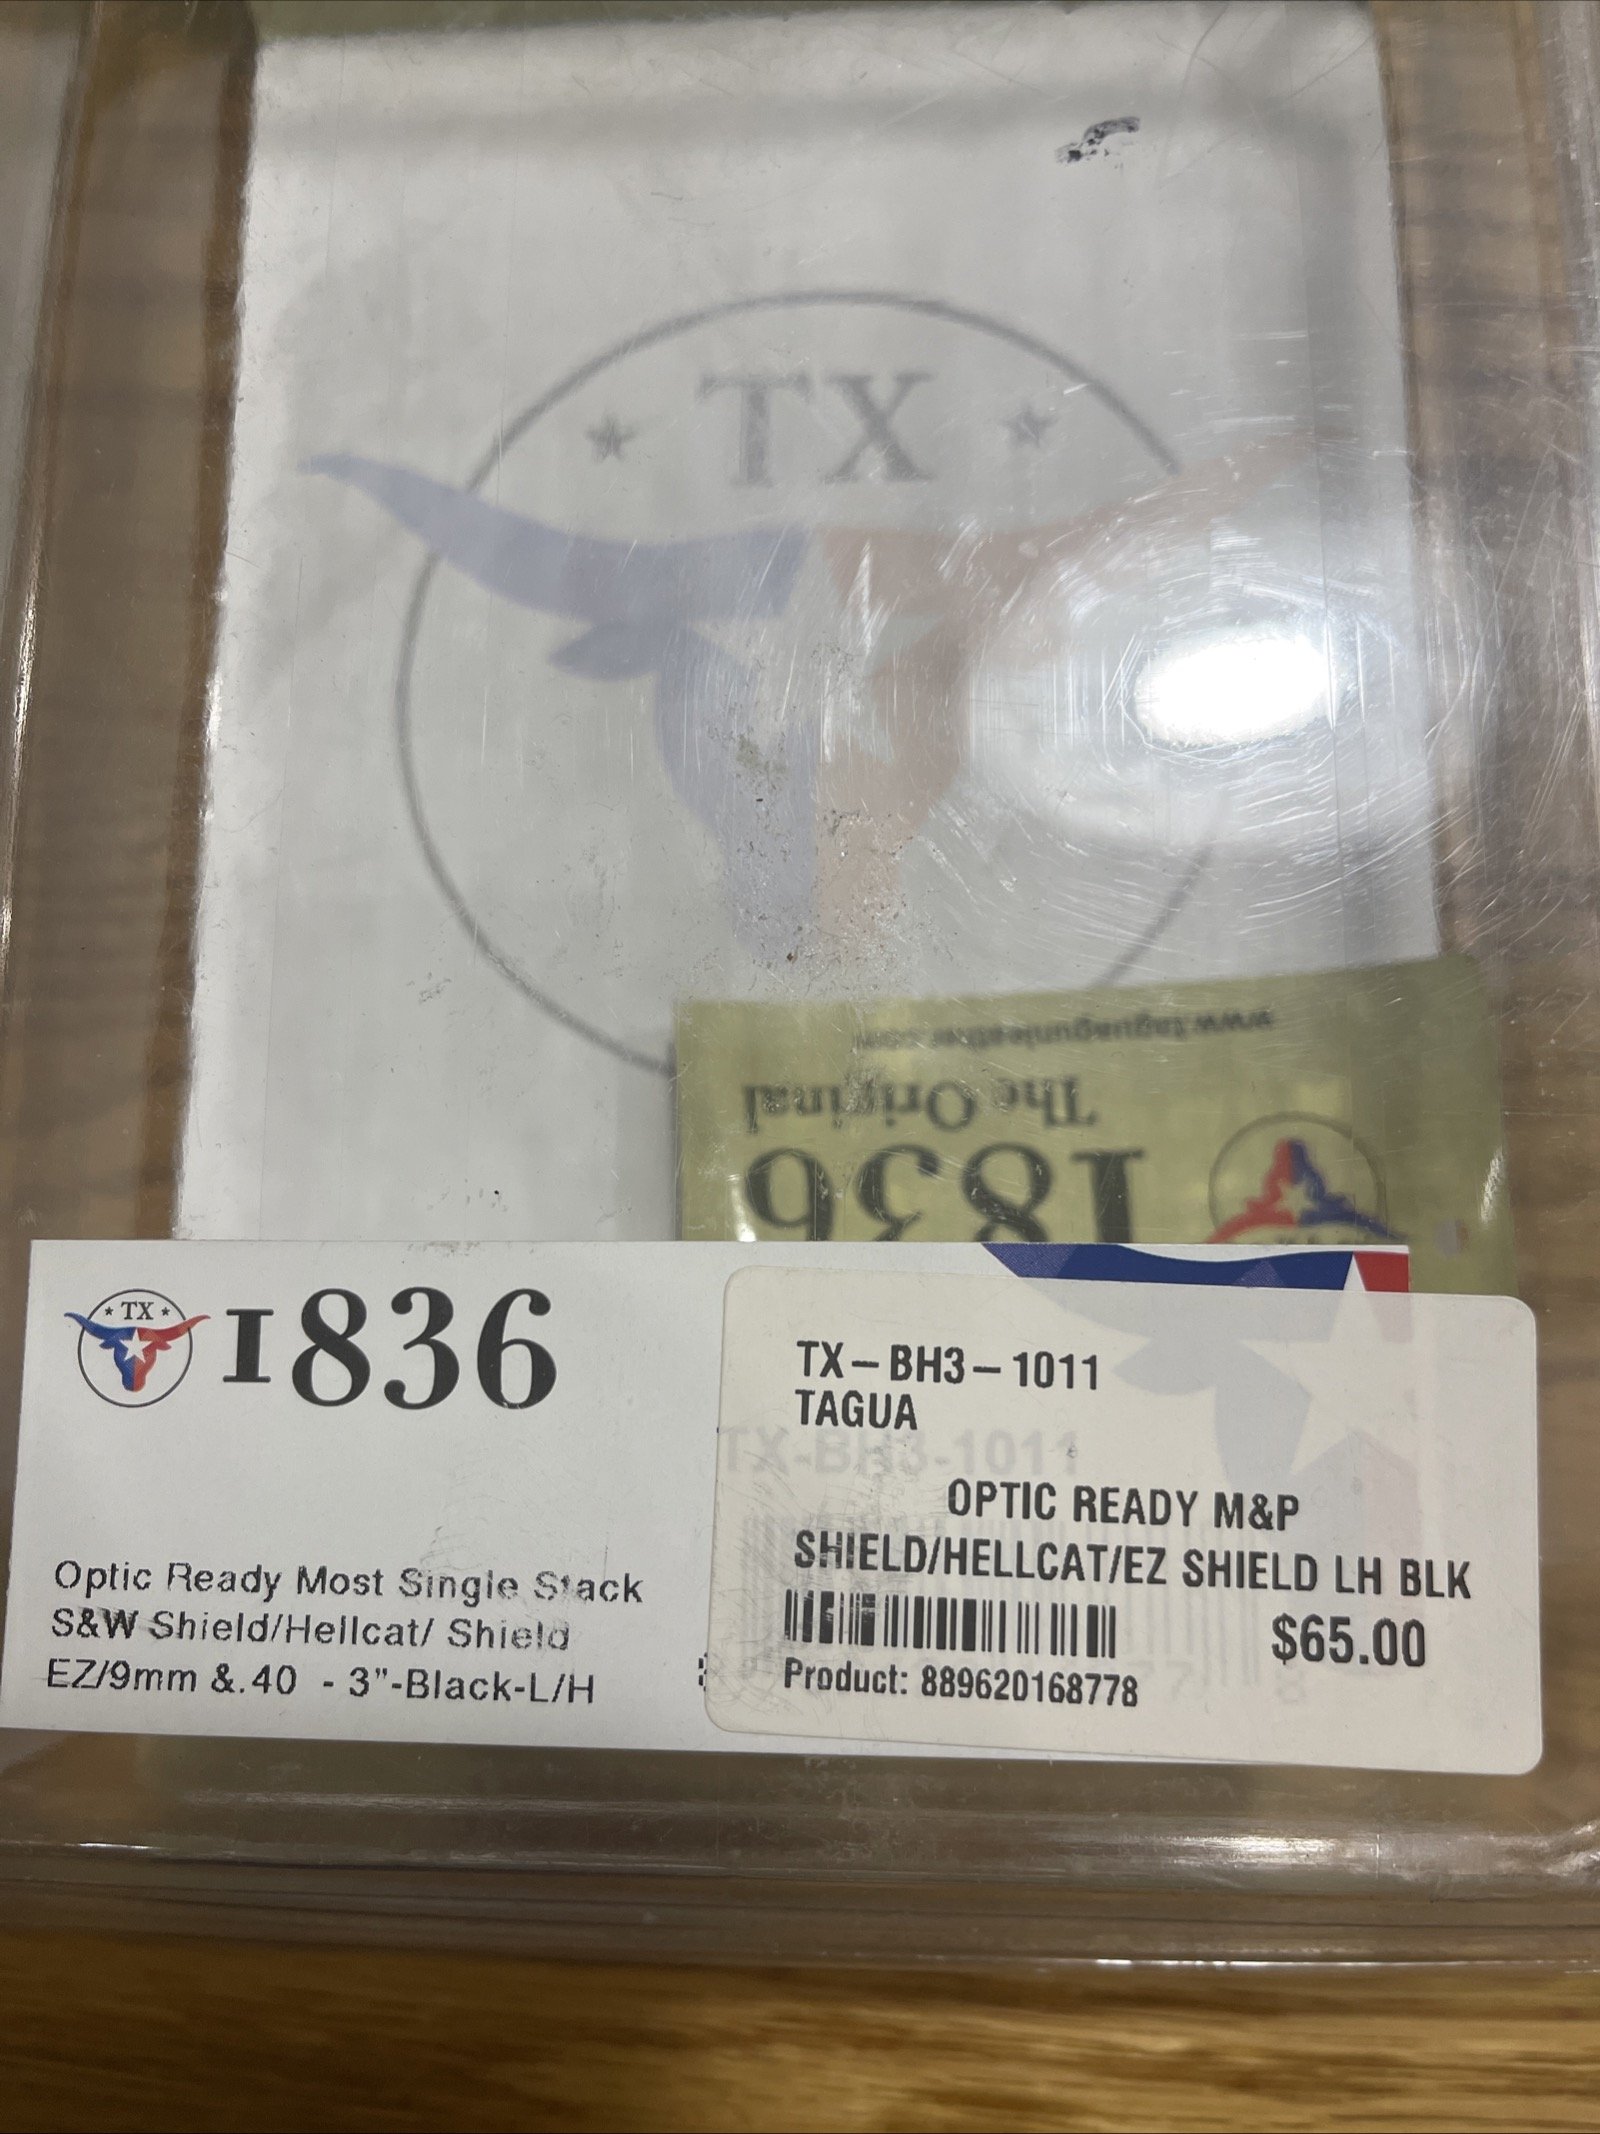 ★ TX ★
www.taguagunleather.com
The Original
1836
★ TX ★
1836
Optic Ready Most Single Stack
S&W Shield/Hellcat/ Shield
EZ/9mm &.40 - 3”-Black-L/H
TX-BH3-1011
TAGUA
TX-BH3-1011
OPTIC READY M&P
SHIELD/HELLCAT/EZ SHIELD LH BLK
$65.00
Product: 889620168778